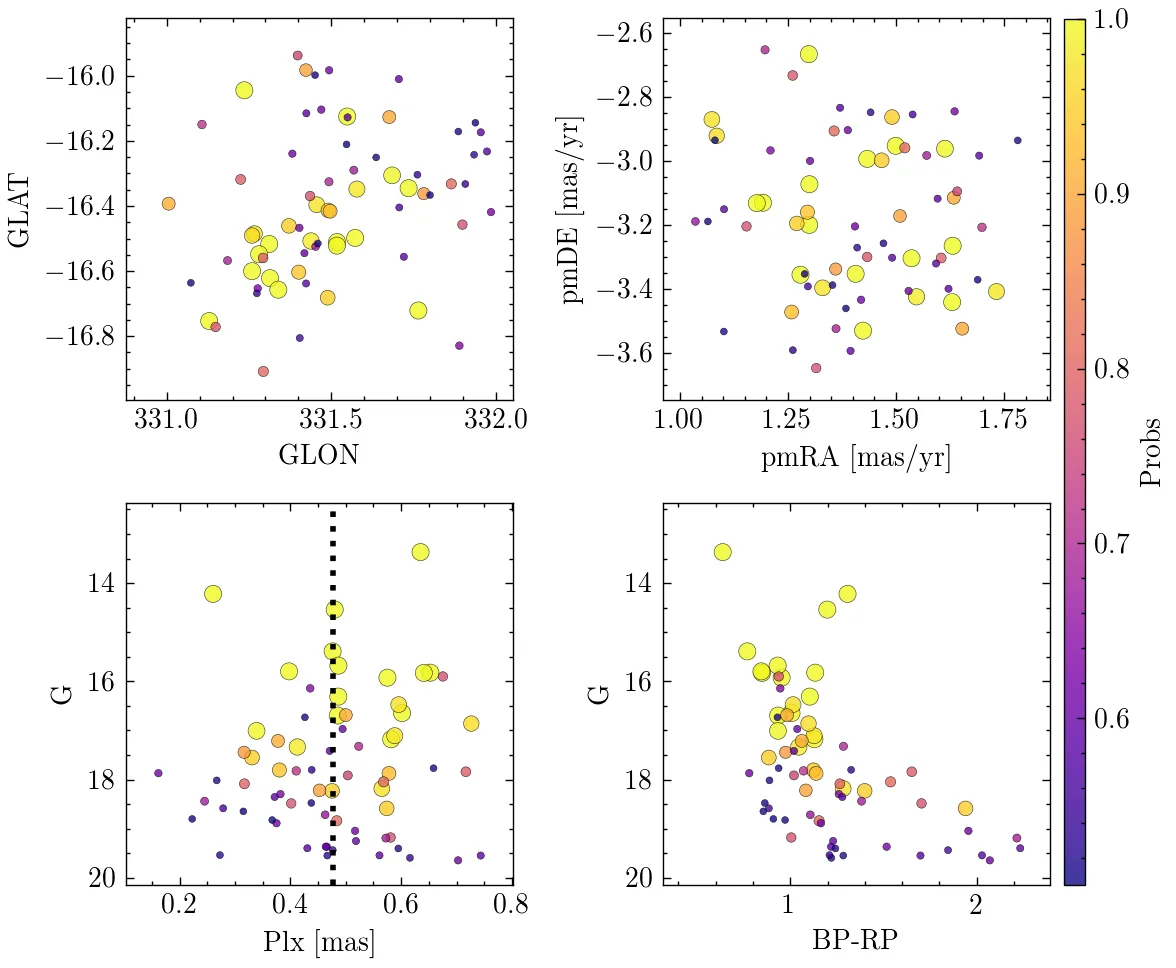 −16.0
−16.2
−16.4
−16.6
−16.8
GLAT
331.0 331.5 332.0
GLON
−2.6
−2.8
−3.0
−3.2
−3.4
−3.6
pmDE [mas/yr]
1.00 1.25 1.50 1.75
pmRA [mas/yr]
14
16
18
20
G
0.2 0.4 0.6 0.8
Plx [mas]
14
16
18
20
G
1 2
BP-RP
1.0
0.9
0.8
0.7
0.6
Probs